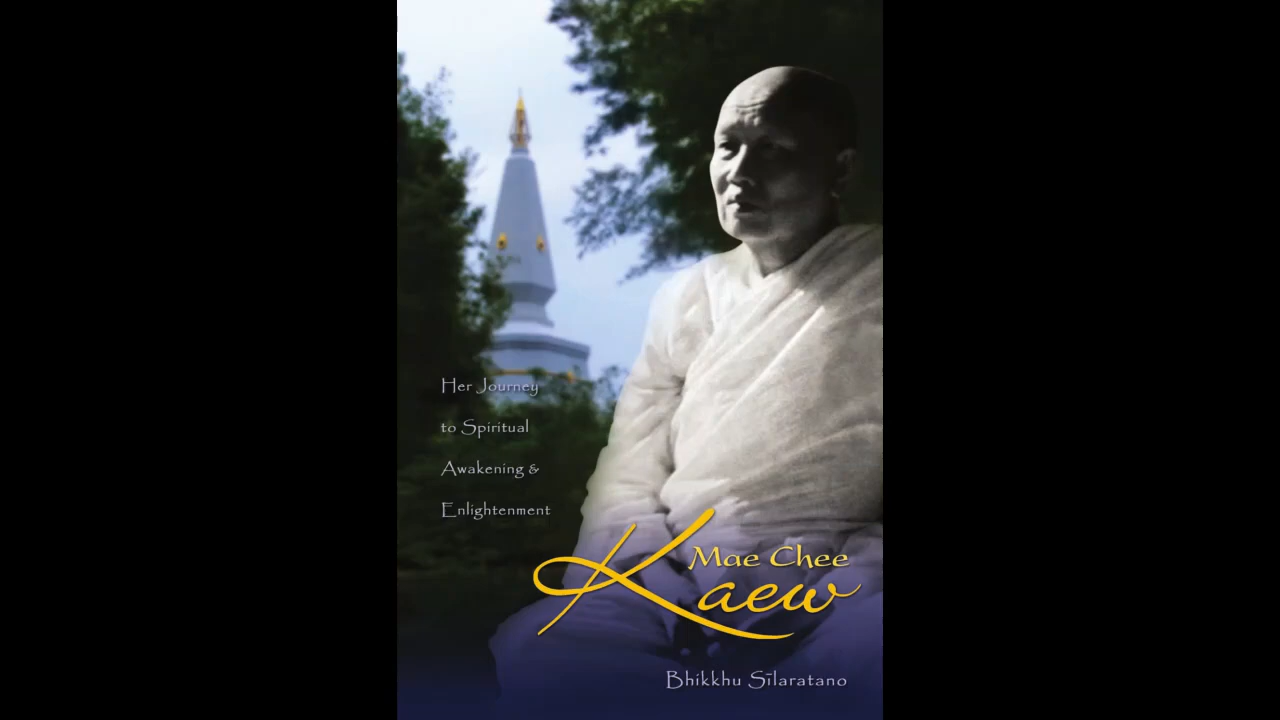 Her Journey
to Spiritual
Awakening &
Enlightenment
Mae Chee
Kaew
Bhikkhu Sīlaratano